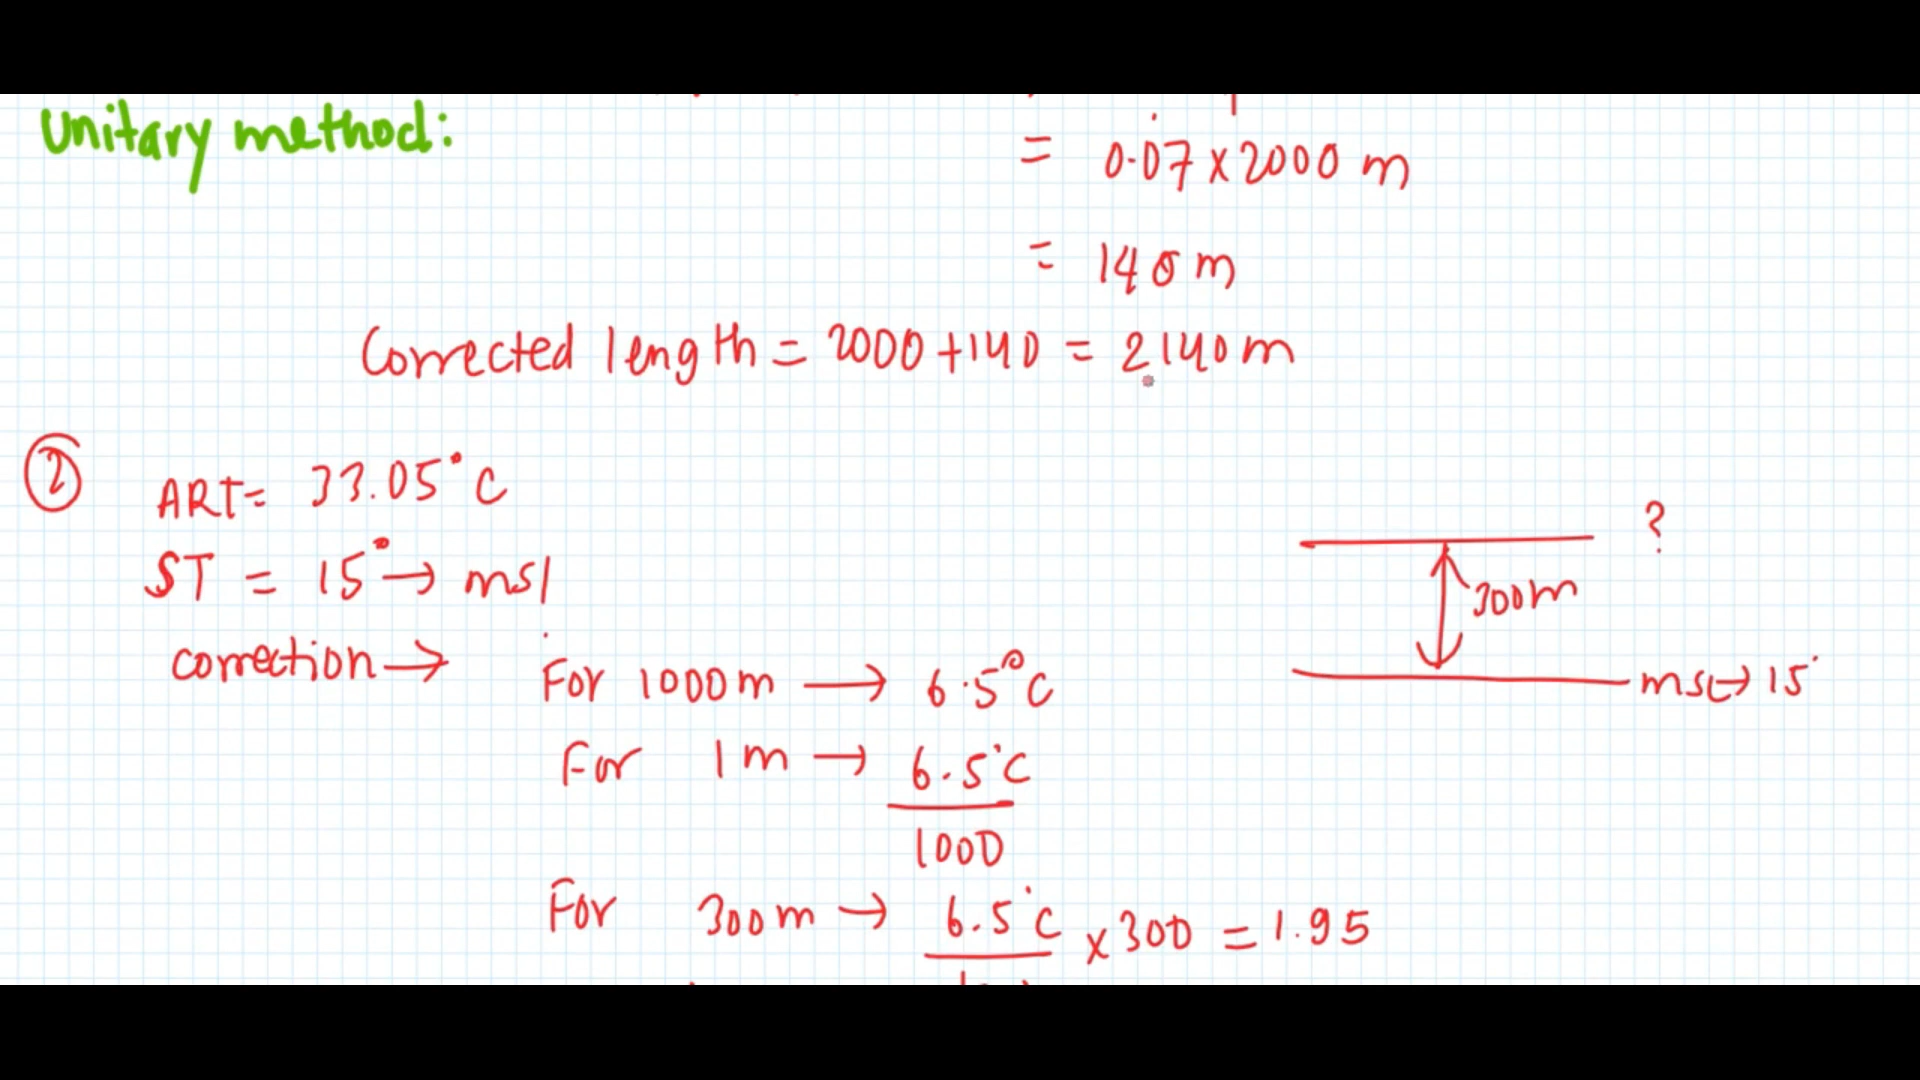 Unitary method:
= 0.07 x 2000 m
= 140 m
Corrected length = 2000 + 140 = 2140 m
② ART = 33.05°C
ST = 15° → msl
correction → For 1000 m → 6.5°C
For 1 m → 6.5°C
1000
For 300 m → 6.5°C x 300 = 1.95
?
300m
msl → 15°